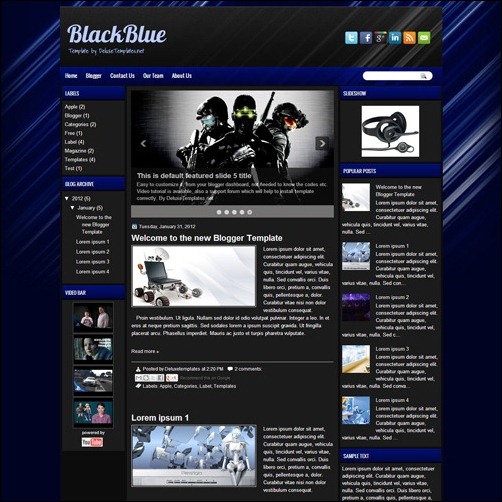 BlackBlue
Template by DeluxeTemplates.net
Home Blogger Contact Us Our Team About Us
LABELS
Apple (2)
Blogger (1)
Categories (2)
Free (1)
Label (4)
Magazine (2)
Templates (4)
Test (1)
BLOG ARCHIVE
▼ 2012 (5)
▼ January (5)
Welcome to the
new Blogger
Template
Lorem ipsum 1
Lorem ipsum 2
Lorem ipsum 3
Lorem ipsum 4
VIDEO BAR
powered by
YouTube
This is default featured slide 5 title
Easy to customize it, from your blogger dashboard, not needed to know the codes etc.
Video tutorial is available, also a support forum which will help to install template
correctly. By DeluxeTemplates.net
Tuesday, January 31, 2012
Welcome to the new Blogger Template
Lorem ipsum dolor sit amet,
consectetuer adipiscing elit.
Curabitur quam augue,
vehicula quis, tincidunt vel,
varius vitae, nulla. Sed
convallis orci. Duis libero orci,
pretium a, convallis quis,
pellentesque a, dolor.
Curabitur vitae nisi non dolor
vestibulum consequat.
Proin vestibulum. Ut ligula. Nullam sed dolor id odio volutpat pulvinar. Integer a leo. In et
eros at neque pretium sagittis. Sed sodales lorem a ipsum suscipit gravida. Ut fringilla
placerat arcu. Phasellus imperdiet. Mauris ac justo et turpis pharetra vulputate.
Read more »
Posted by Deluxetemplates at 2:20 PM 2 comments:
Recommend this on Google
Labels: Apple, Categories, Label, Templates
Lorem ipsum 1
Lorem ipsum dolor sit amet,
consectetuer adipiscing elit.
Curabitur quam augue,
vehicula quis, tincidunt vel,
varius vitae, nulla. Sed
convallis orci. Duis libero orci,
SLIDESHOW
POPULAR POSTS
Welcome to the new
Blogger Template
Lorem ipsum dolor sit amet,
consectetuer adipiscing elit.
Curabitur quam augue, vehicula
quis, tincidunt vel, varius vitae,
nulla. Sed ...
Lorem ipsum 1
Lorem ipsum dolor sit amet,
consectetuer adipiscing elit.
Curabitur quam augue, vehicula
quis, tincidunt vel, varius vitae,
nulla. Sed con...
Lorem ipsum 2
Lorem ipsum dolor sit amet,
consectetuer adipiscing elit.
Curabitur quam augue, vehicula
quis, tincidunt vel, varius vitae,
nulla. Sed c...
Lorem ipsum 3
Lorem ipsum dolor sit amet,
consectetuer adipiscing elit.
Curabitur quam augue, vehicula
quis, tincidunt vel, varius vitae,
nulla. Sed co...
Lorem ipsum 4
Lorem ipsum dolor sit amet,
consectetuer adipiscing elit.
Curabitur quam augue, vehicula
quis, tincidunt vel, varius vitae,
nulla. Sed c...
SAMPLE TEXT
Lorem ipsum dolor sit amet,
consectetuer adipiscing elit.
Curabitur quam augue, vehicula
quis, tincidunt vel, varius vitae, nulla.
Sed convallis orci. Duis libero orci,